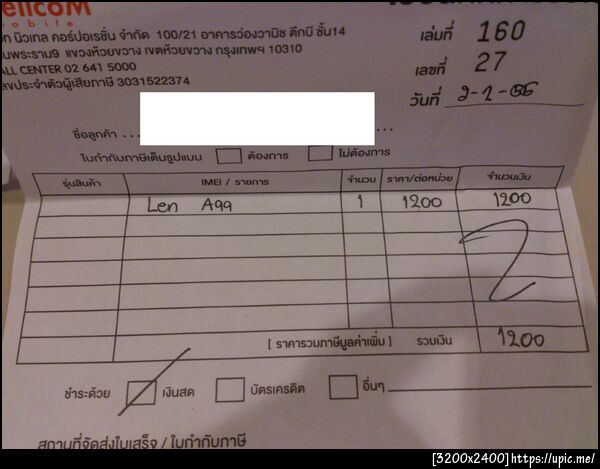 ellcoM
mobile
ษัท นิวเทล คอร์ปอเรชั่น จำกัด 100/21 อาคารว่องวานิช ตึกบี ชั้น14
นพระราม9 แขวงห้วยขวาง เขตห้วยขวาง กรุงเทพฯ 10310
ALL CENTER 02 641 5000
ลขประจำตัวผู้เสียภาษี 3031522374
เล่มที่ 160
เลขที่ 27
วันที่
ชื่อลูกค้า
ใบกำกับภาษีเต็มรูปแบบ ต้องการ ไม่ต้องการ
รุ่นสินค้า IMEI / รายการ จำนวน ราคา/ต่อหน่วย จำนวนเงิน
Len A99 1 1200 1200
[ ราคารวมภาษีมูลค่าเพิ่ม ] รวมเงิน 1200
ชำระด้วย เงินสด บัตรเครดิต อื่นๆ
สถานที่จัดส่งใบเสร็จ / ใบกำกับภาษี
[3200x2400]https://upic.me/